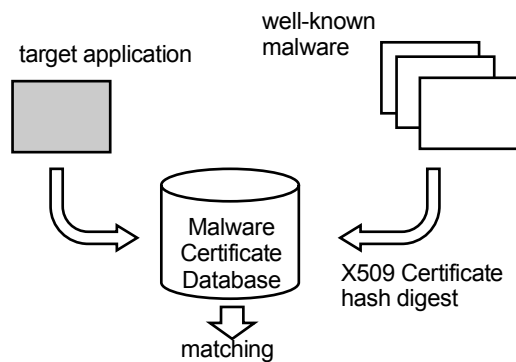 target application
well-known
malware
Malware
Certificate
Database
X509 Certificate
hash digest
matching